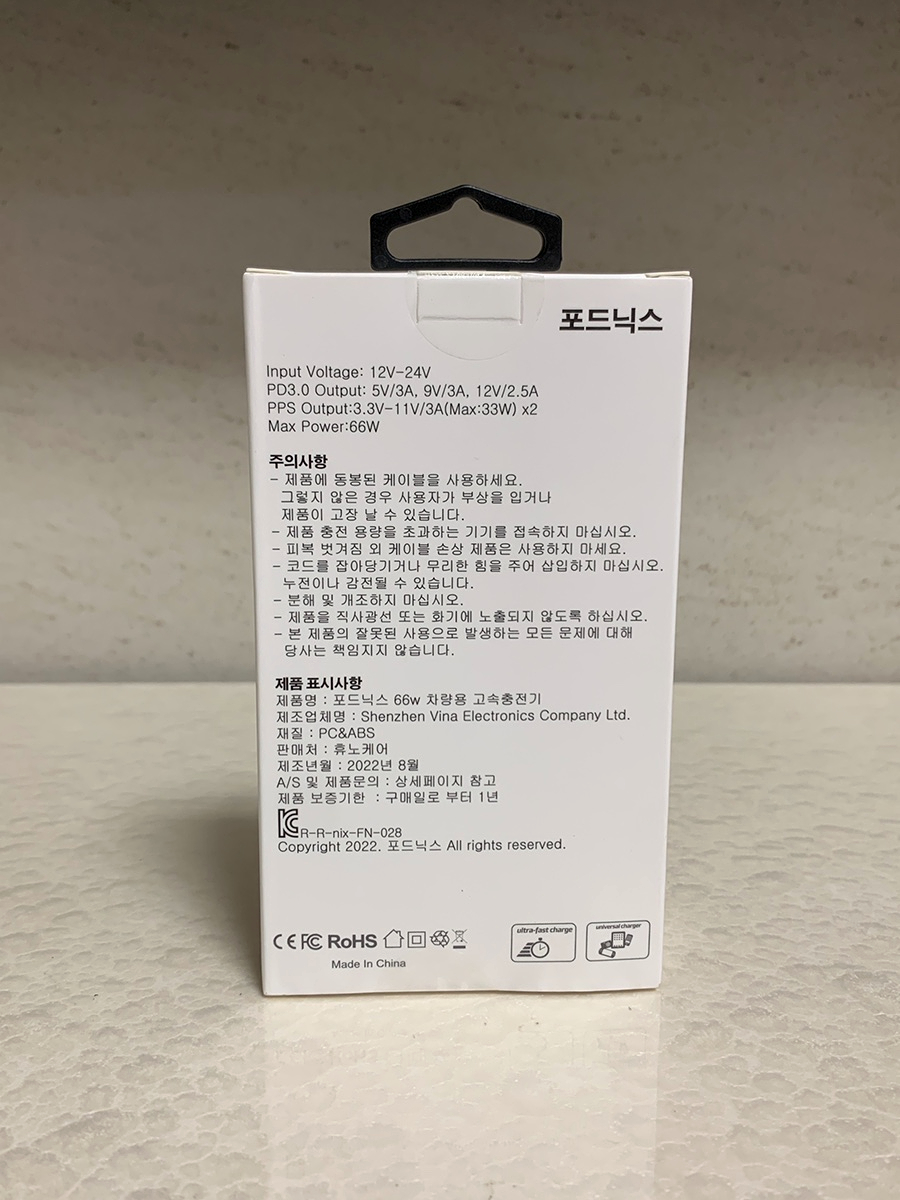 포드닉스
Input Voltage: 12V-24V
PD3.0 Output: 5V/3A, 9V/3A, 12V/2.5A
PPS Output:3.3V-11V/3A(Max:33W) x2
Max Power:66W
주의사항
- 제품에 동봉된 케이블을 사용하세요.
그렇지 않은 경우 사용자가 부상을 입거나
제품이 고장 날 수 있습니다.
- 제품 충전 용량을 초과하는 기기를 접속하지 마십시오.
- 피복 벗겨짐 외 케이블 손상 제품은 사용하지 마세요.
- 코드를 잡아당기거나 무리한 힘을 주어 삽입하지 마십시오.
누전이나 감전될 수 있습니다.
- 분해 및 개조하지 마십시오.
- 제품을 직사광선 또는 화기에 노출되지 않도록 하십시오.
- 본 제품의 잘못된 사용으로 발생하는 모든 문제에 대해
당사는 책임지지 않습니다.
제품 표시사항
제품명 : 포드닉스 66w 차량용 고속충전기
제조업체명 : Shenzhen Vina Electronics Company Ltd.
재질 : PC&ABS
판매처 : 휴노케어
제조년월 : 2022년 8월
A/S 및 제품문의 : 상세페이지 참고
제품 보증기한 : 구매일로 부터 1년
R-R-nix-FN-028
Copyright 2022. 포드닉스 All rights reserved.
CE FC RoHS
Made In China
ultra-fast charge
universal charger